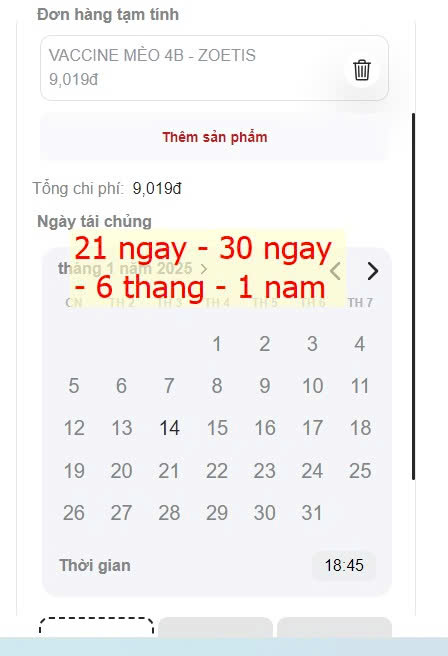 Đơn hàng tạm tính
VACCINE MÈO 4B - ZOETIS
9,019đ
Thêm sản phẩm
Tổng chi phí: 9,019đ
Ngày tái chủng
21 ngay - 30 ngay
tháng 1 năm 2025
- 6 thang - 1 nam
CN TH 2 TH 3 TH 4 TH 5 TH 6 TH 7
1 2 3 4
5 6 7 8 9 10 11
12 13 14 15 16 17 18
19 20 21 22 23 24 25
26 27 28 29 30 31
Thời gian 18:45